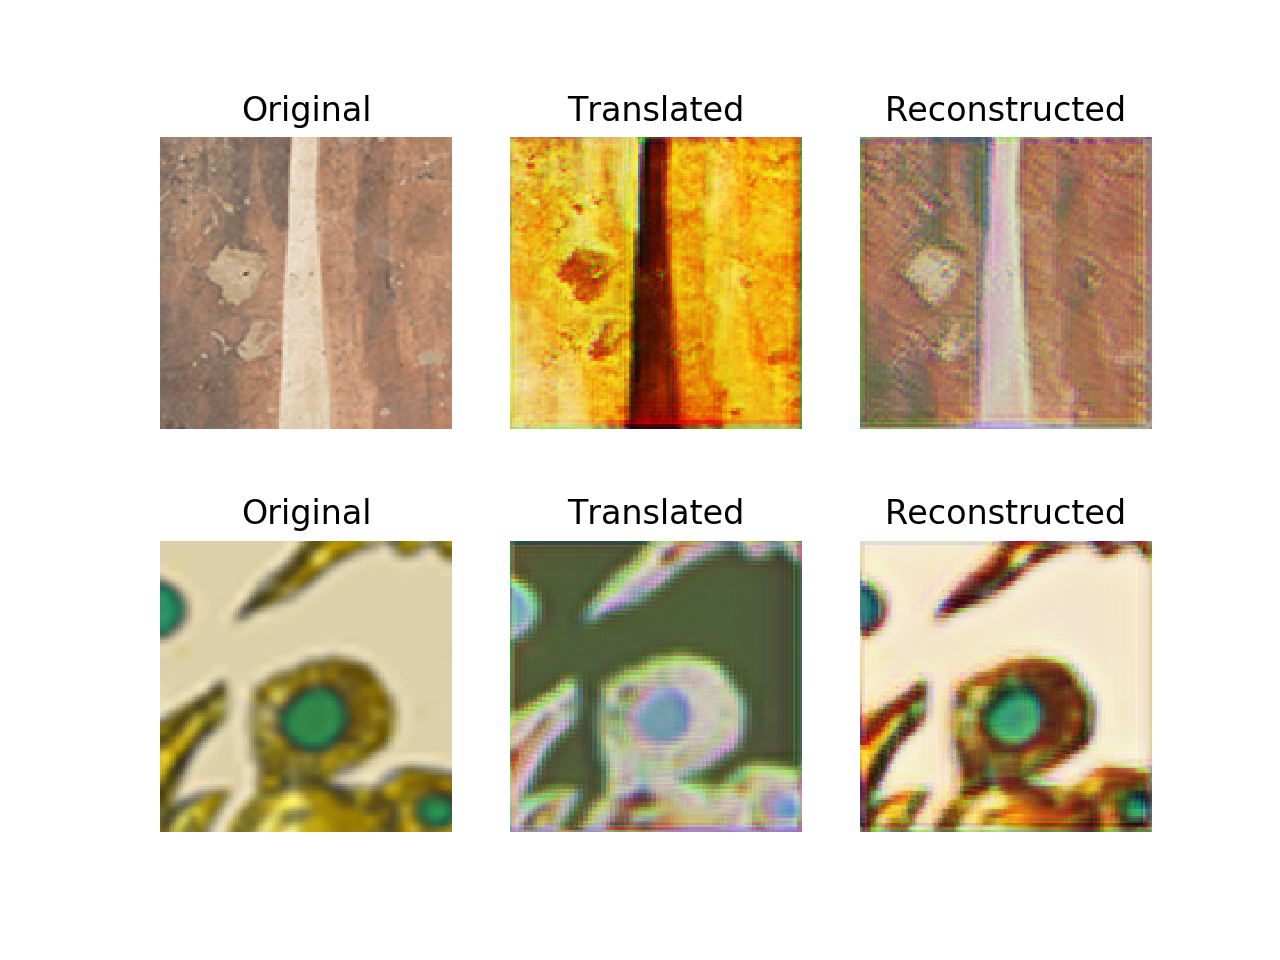 Original
Translated
Reconstructed
Original
Translated
Reconstructed